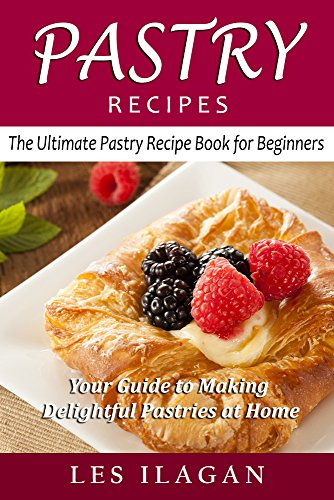 PASTRY
RECIPES
The Ultimate Pastry Recipe Book for Beginners
Your Guide to Making
Delightful Pastries at Home
LES ILAGAN